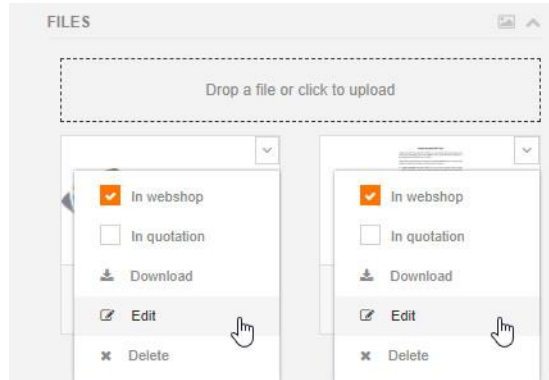 FILES
Drop a file or click to upload
In webshop
In quotation
Download
Edit
Delete
In webshop
In quotation
Download
Edit
Delete